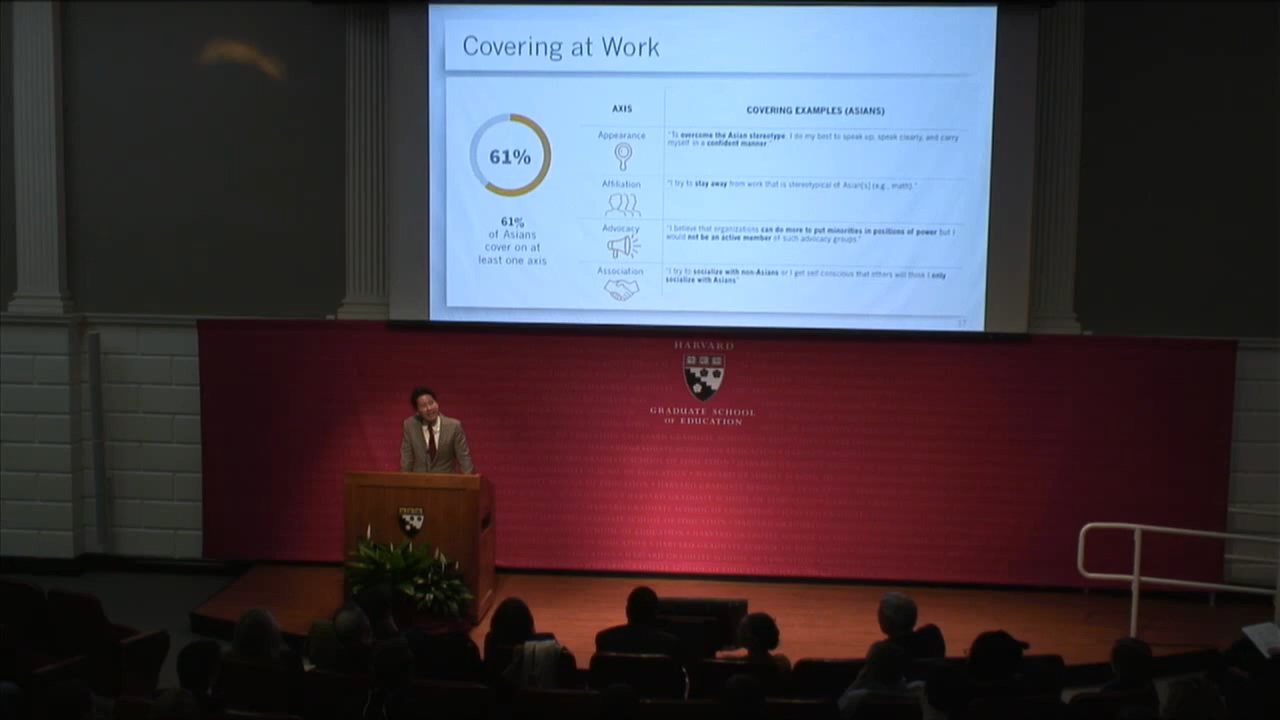 Covering at Work
61%
61%
of Asians
cover on at
least one axis
AXIS
COVERING EXAMPLES (ASIANS)
Appearance
"To overcome the Asian stereotype, I do my best to speak up, speak clearly, and carry
myself in a confident manner."
Affiliation
"I try to stay away from work that is stereotypical of Asian[s] (e.g., math)."
Advocacy
"I believe that organizations can do more to put minorities in positions of power but I
would not be an active member of such advocacy groups."
Association
"I try to socialize with non-Asians or I get self conscious that others will think I only
socialize with Asians"
HARVARD
GRADUATE SCHOOL
OF EDUCATION